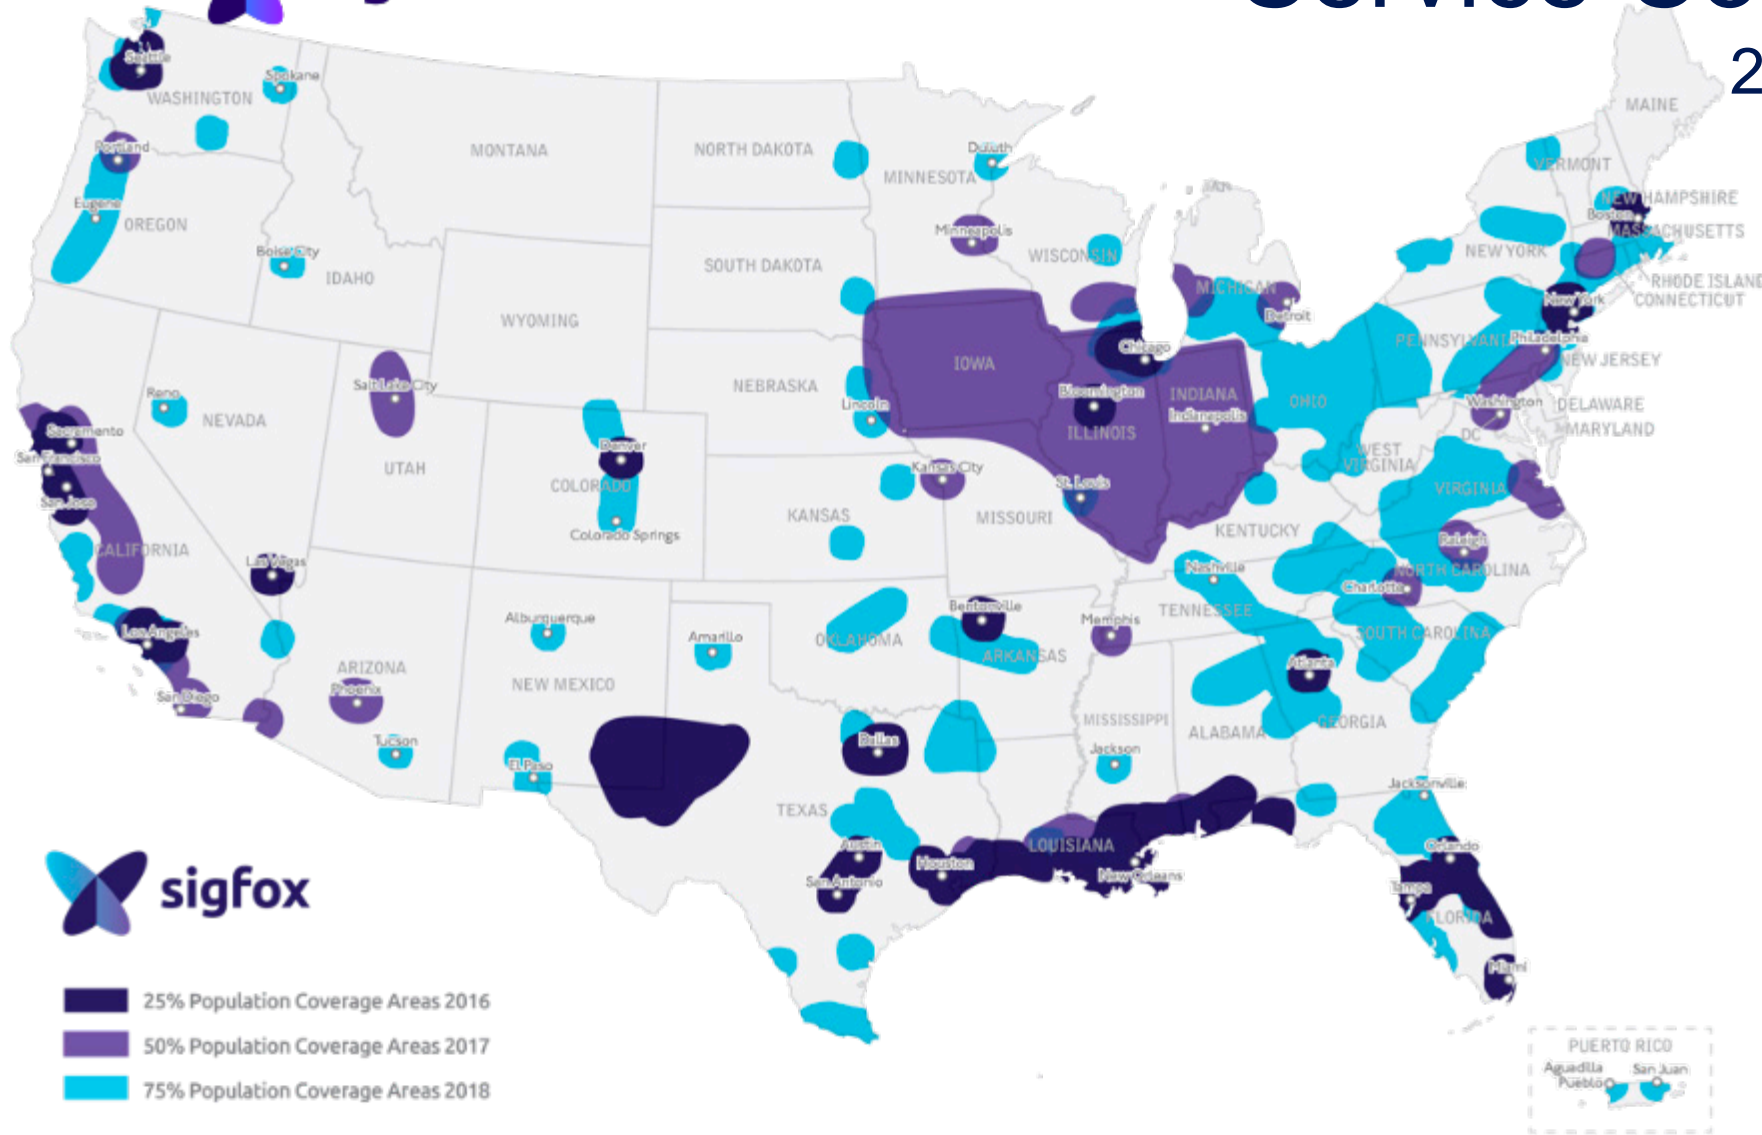 Seattle
Spokane
WASHINGTON
Portland
Eugene
OREGON
Boise City
IDAHO
MONTANA
NORTH DAKOTA
SOUTH DAKOTA
WYOMING
NEBRASKA
Lincoln
MINNESOTA
Duluth
Minneapolis
WISCONSIN
MICHIGAN
Detroit
IOWA
Chicago
Bloomington
ILLINOIS
INDIANA
Indianapolis
OHIO
MAINE
VERMONT
NEW HAMPSHIRE
Boston
MASSACHUSETTS
NEW YORK
RHODE ISLAND
CONNECTICUT
New York
PENNSYLVANIA
Philadelphia
NEW JERSEY
Washington
DC
DELAWARE
MARYLAND
WEST
VIRGINIA
VIRGINIA
Reno
NEVADA
Salt Lake City
UTAH
Denver
COLORADO
Colorado Springs
KANSAS
Kansas City
St. Louis
MISSOURI
KENTUCKY
Sacramento
San Francisco
San Jose
CALIFORNIA
Las Vegas
Los Angeles
San Diego
ARIZONA
Phoenix
Tucson
Alburquerque
NEW MEXICO
Amarillo
OKLAHOMA
Bentonville
ARKANSAS
Memphis
Nashville
TENNESSEE
Raleigh
NORTH CAROLINA
Charlotte
SOUTH CAROLINA
Atlanta
GEORGIA
ALABAMA
MISSISSIPPI
Jackson
El Paso
Dallas
TEXAS
Austin
San Antonio
Houston
LOUISIANA
New Orleans
Jacksonville
Orlando
Tampa
FLORIDA
Miami
PUERTO RICO
Aguadilla
Pueblo
San Juan
sigfox
25% Population Coverage Areas 2016
50% Population Coverage Areas 2017
75% Population Coverage Areas 2018